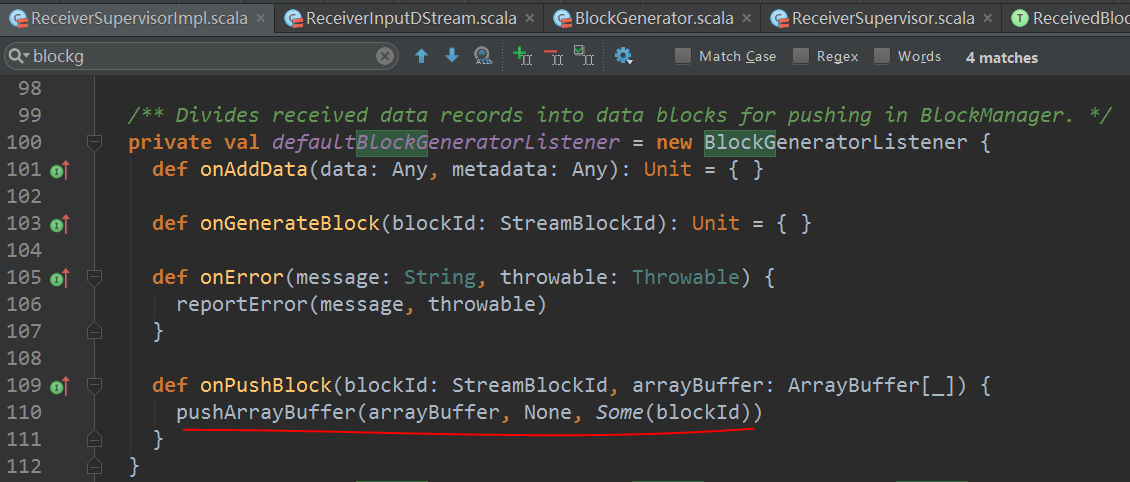 ReceiverSupervisorImpl.scala × ReceiverInputDStream.scala × BlockGenerator.scala × ReceiverSupervisor.scala × T ReceivedBloc
blockg Match Case Regex Words 4 matches
98
99 /** Divides received data records into data blocks for pushing in BlockManager. */
100 private val defaultBlockGeneratorListener = new BlockGeneratorListener {
101 def onAddData(data: Any, metadata: Any): Unit = { }
102
103 def onGenerateBlock(blockId: StreamBlockId): Unit = { }
104
105 def onError(message: String, throwable: Throwable) {
106 reportError(message, throwable)
107 }
108
109 def onPushBlock(blockId: StreamBlockId, arrayBuffer: ArrayBuffer[_]) {
110 pushArrayBuffer(arrayBuffer, None, Some(blockId))
111 }
112 }